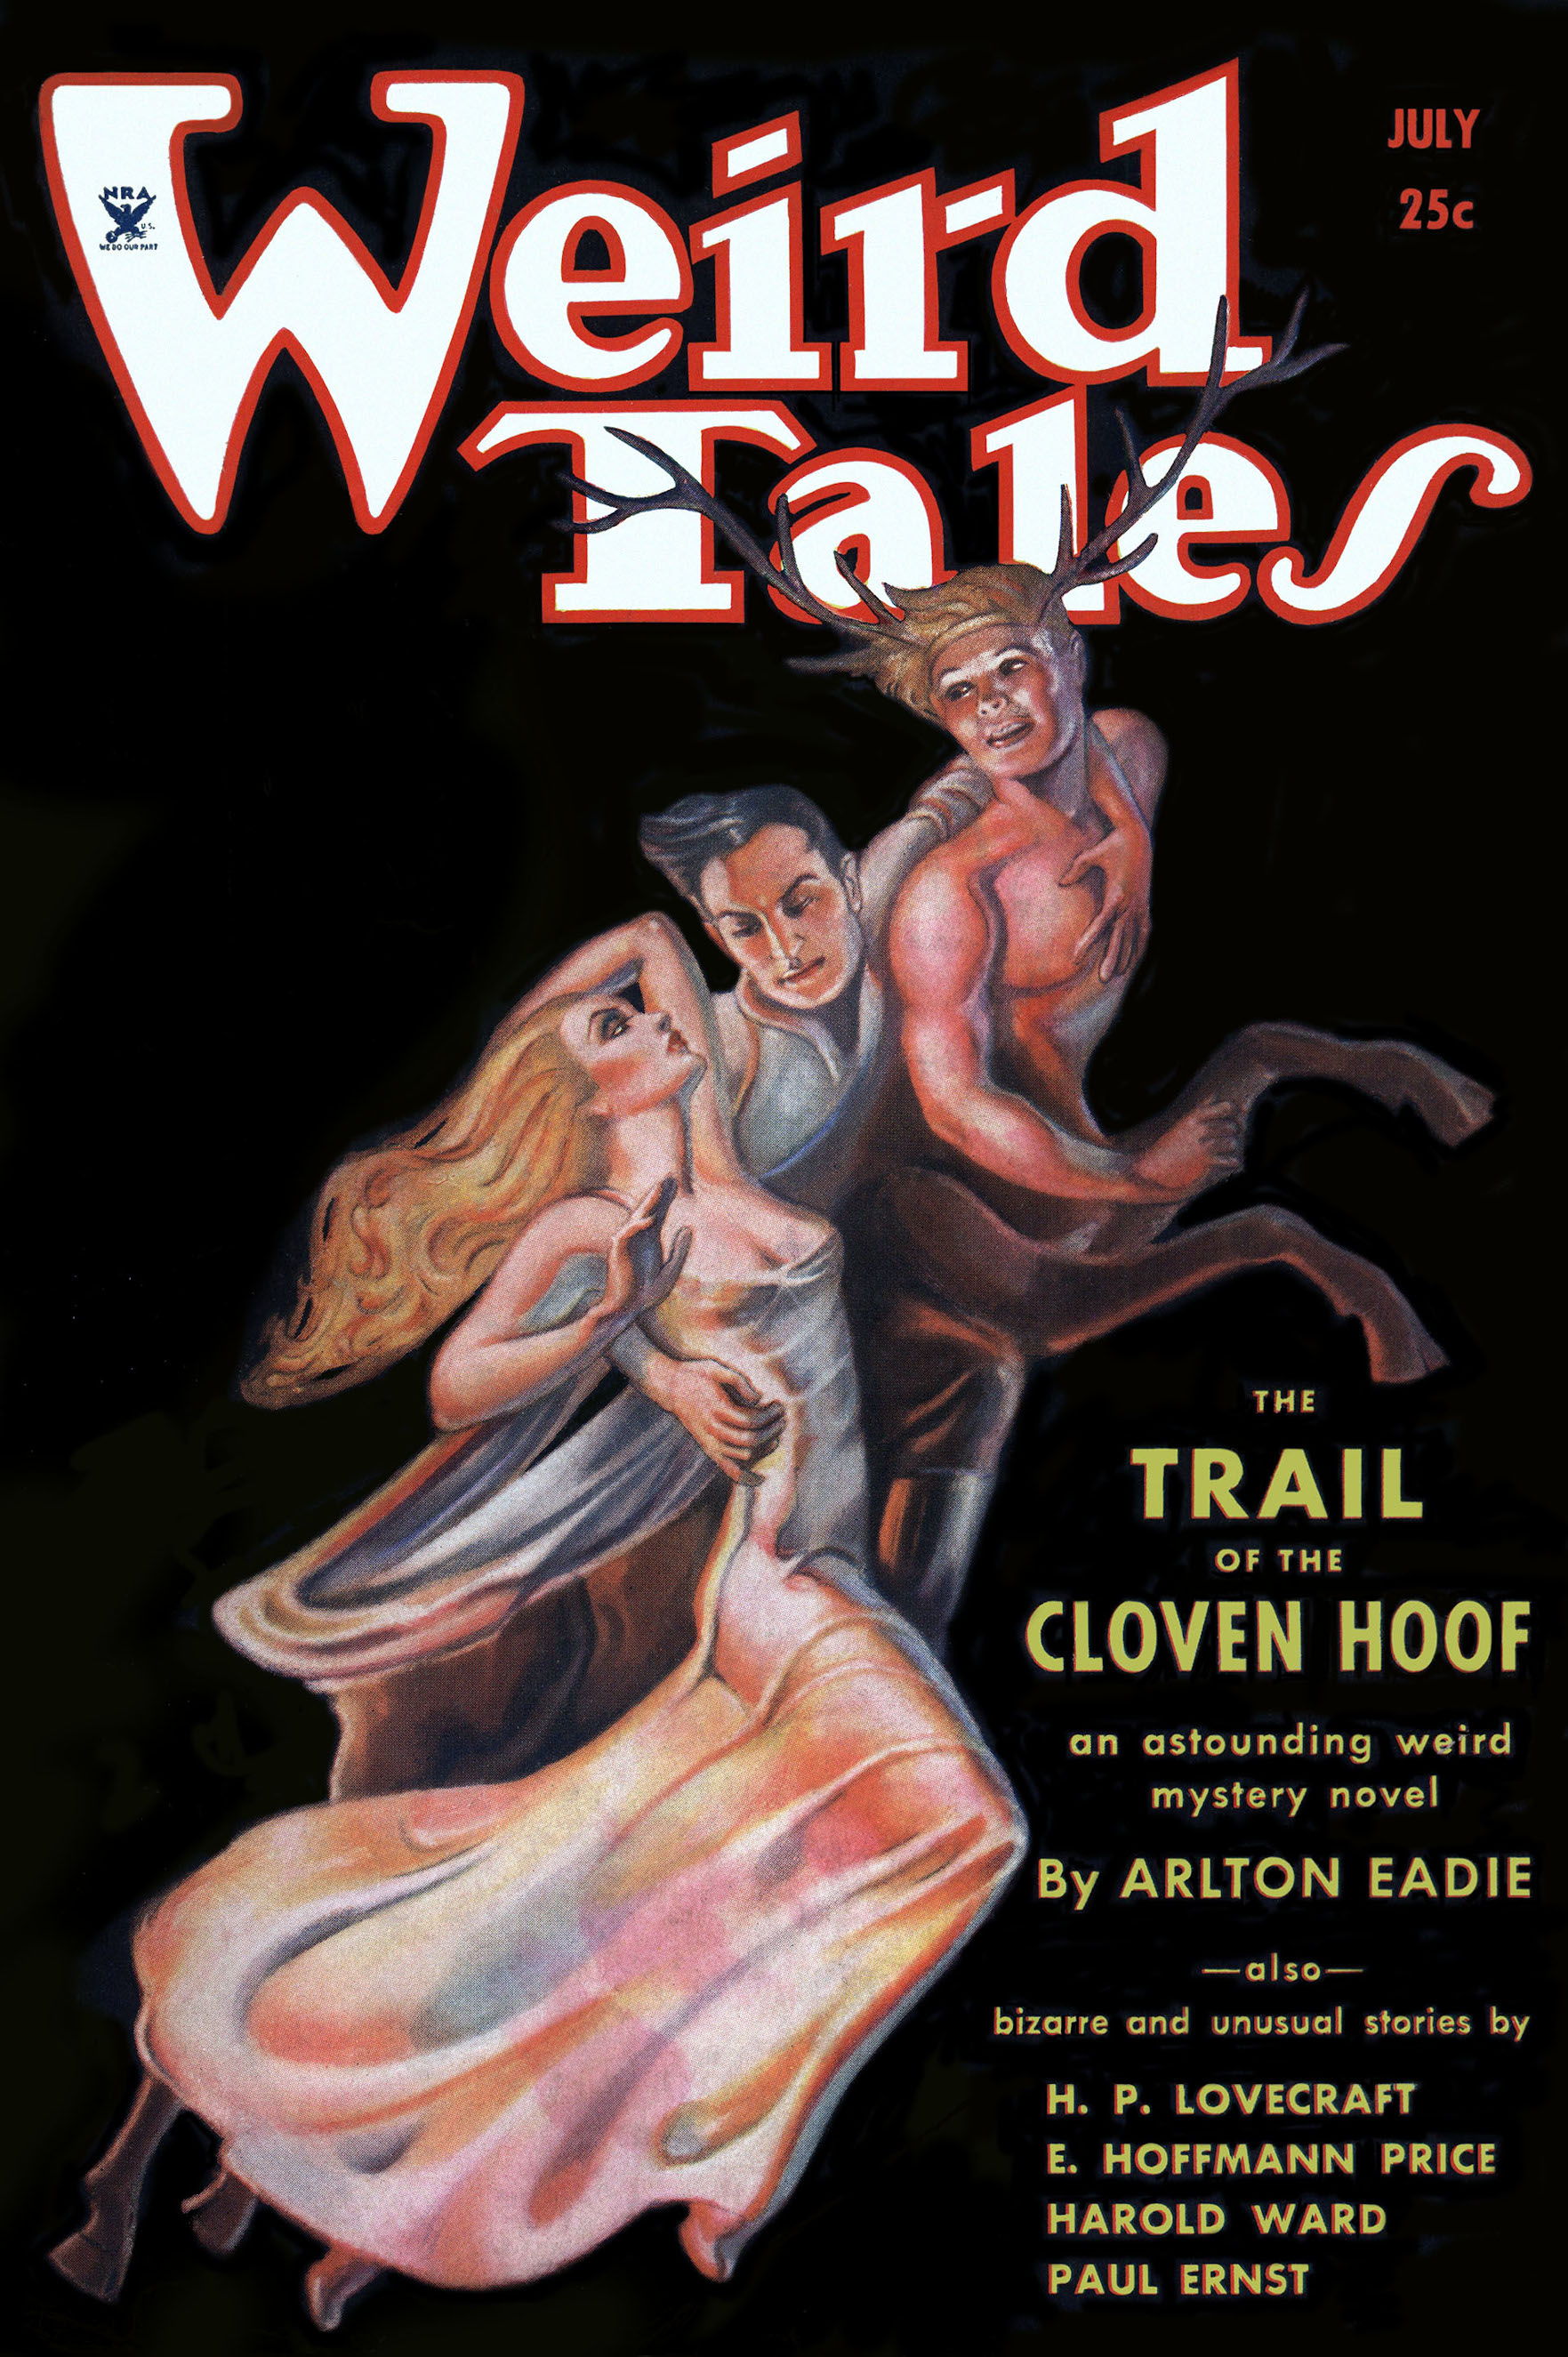 Weird
Tales
JULY
25c
NRA
U.S.
WE DO OUR PART
THE
TRAIL
OF THE
CLOVEN HOOF
an astounding weird
mystery novel
By ARLTON EADIE
—also—
bizarre and unusual stories by
H. P. LOVECRAFT
E. HOFFMANN PRICE
HAROLD WARD
PAUL ERNST